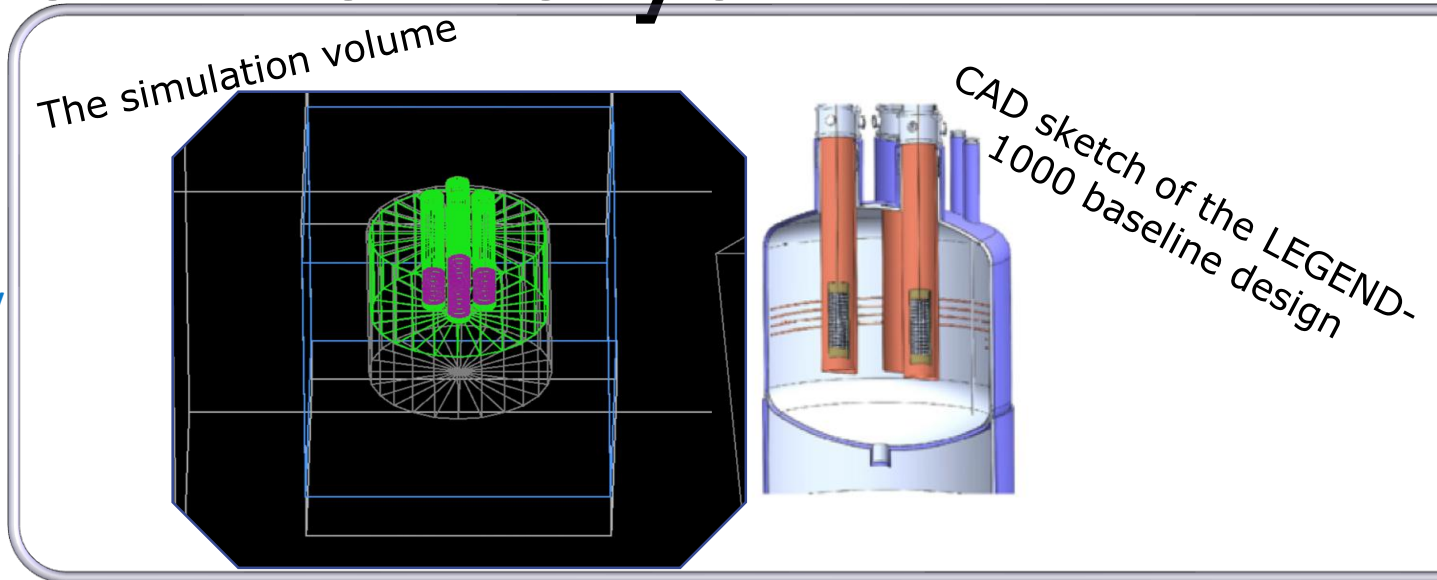 The simulation volume
CAD sketch of the LEGEND-
1000 baseline design